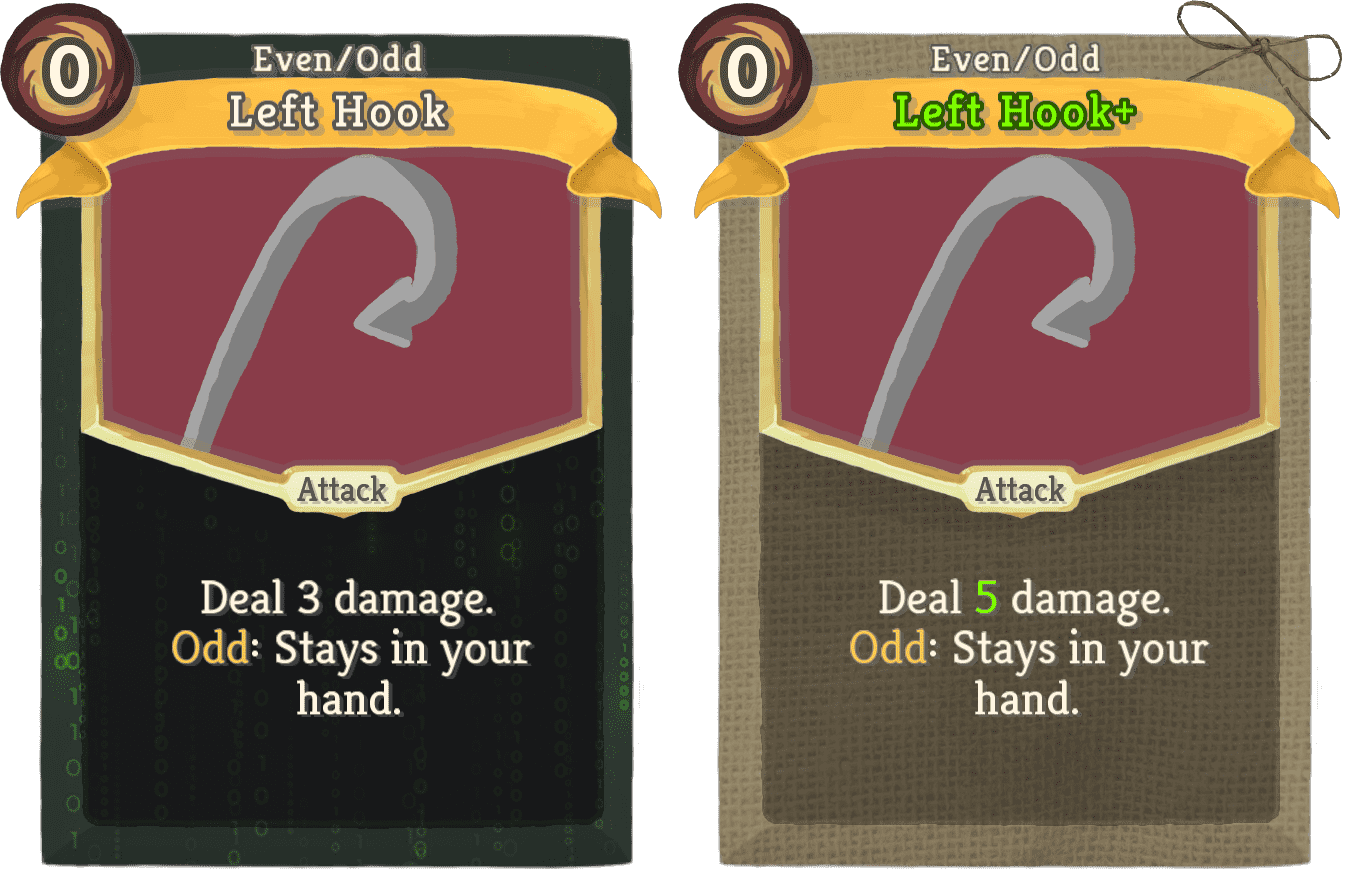 0
Even/Odd
Left Hook
Attack
Deal 3 damage.
Odd: Stays in your
hand.
0
Even/Odd
Left Hook+
Attack
Deal 5 damage.
Odd: Stays in your
hand.